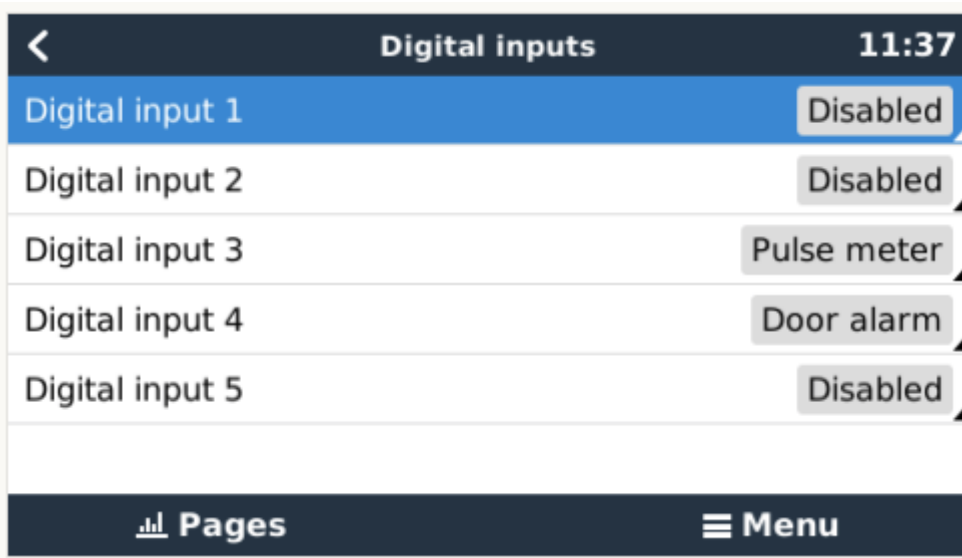 Digital inputs 11:37
Digital input 1 Disabled
Digital input 2 Disabled
Digital input 3 Pulse meter
Digital input 4 Door alarm
Digital input 5 Disabled
Pages Menu